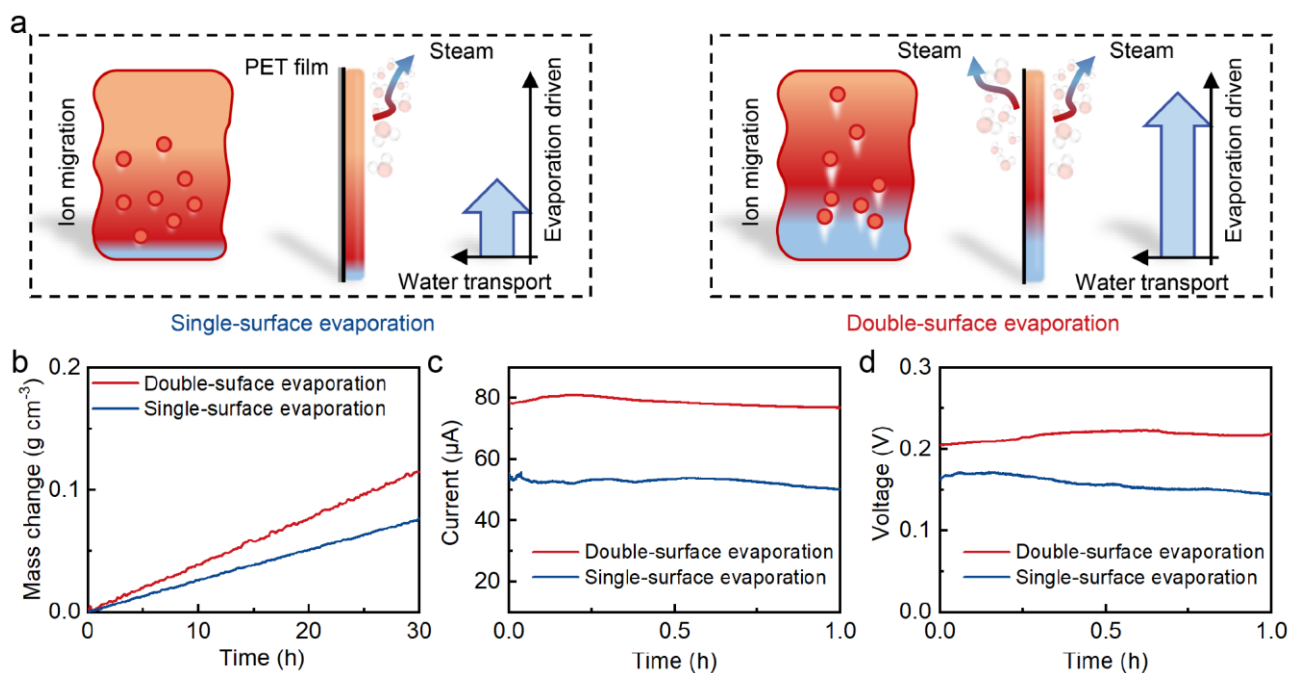 a
Ion migration
PET film
Steam
Evaporation driven
Water transport
Single-surface evaporation
Ion migration
Steam
Steam
Evaporation driven
Water transport
Double-surface evaporation
b
Mass change (g cm⁻³)
0.2
0.1
0.0
Double-suface evaporation
Single-surface evaporation
0
10
20
30
Time (h)
c
Current (µA)
80
60
40
20
Double-surface evaporation
Single-surface evaporation
0.0
0.5
1.0
Time (h)
d
Voltage (V)
0.3
0.2
0.1
0.0
Double-surface evaporation
Single-surface evaporation
0.0
0.5
1.0
Time (h)